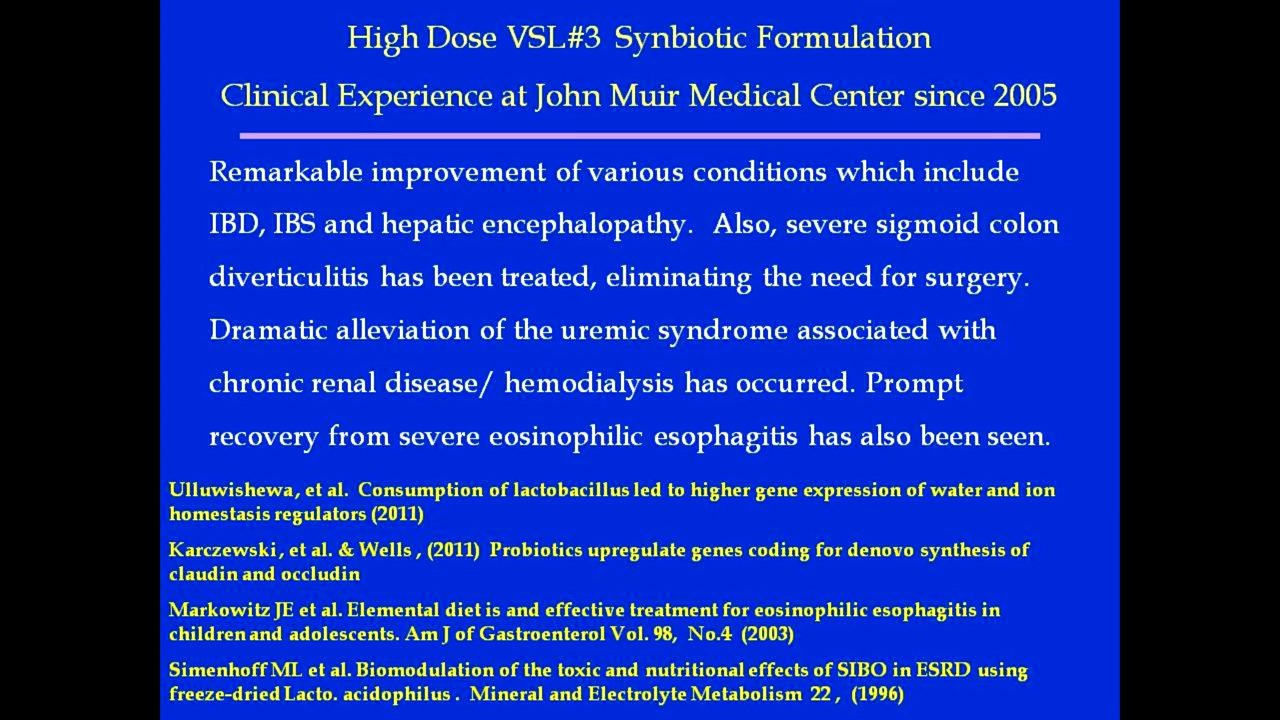 High Dose VSL#3 Synbiotic Formulation
Clinical Experience at John Muir Medical Center since 2005
Remarkable improvement of various conditions which include
IBD, IBS and hepatic encephalopathy. Also, severe sigmoid colon
diverticulitis has been treated, eliminating the need for surgery.
Dramatic alleviation of the uremic syndrome associated with
chronic renal disease/ hemodialysis has occurred. Prompt
recovery from severe eosinophilic esophagitis has also been seen.
Ulluwishewa, et al. Consumption of lactobacillus led to higher gene expression of water and ion
homestasis regulators (2011)
Karczewski, et al. & Wells , (2011) Probiotics upregulate genes coding for denovo synthesis of
claudin and occludin
Markowitz JE et al. Elemental diet is and effective treatment for eosinophilic esophagitis in
children and adolescents. Am J of Gastroenterol Vol. 98, No.4 (2003)
Simenhoff ML et al. Biomodulation of the toxic and nutritional effects of SIBO in ESRD using
freeze-dried Lacto. acidophilus . Mineral and Electrolyte Metabolism 22 , (1996)